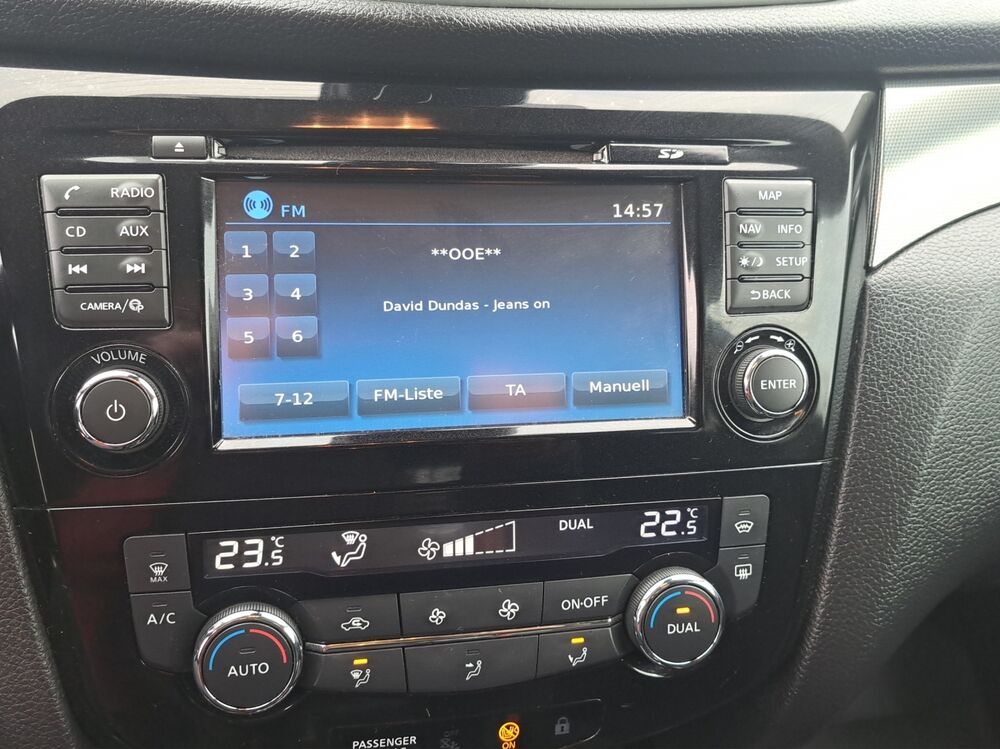 SD
RADIO
MAP
CD AUX
NAV INFO
SETUP
CAMERA/
BACK
FM 14:57
1 2
**OOE**
3 4
David Dundas - Jeans on
5 6
7-12 FM-Liste TA Manuell
VOLUME
ENTER
23.5°C
DUAL
22.5°C
MAX
A/C
ON·OFF
AUTO
DUAL
PASSENGER
OFF
ON